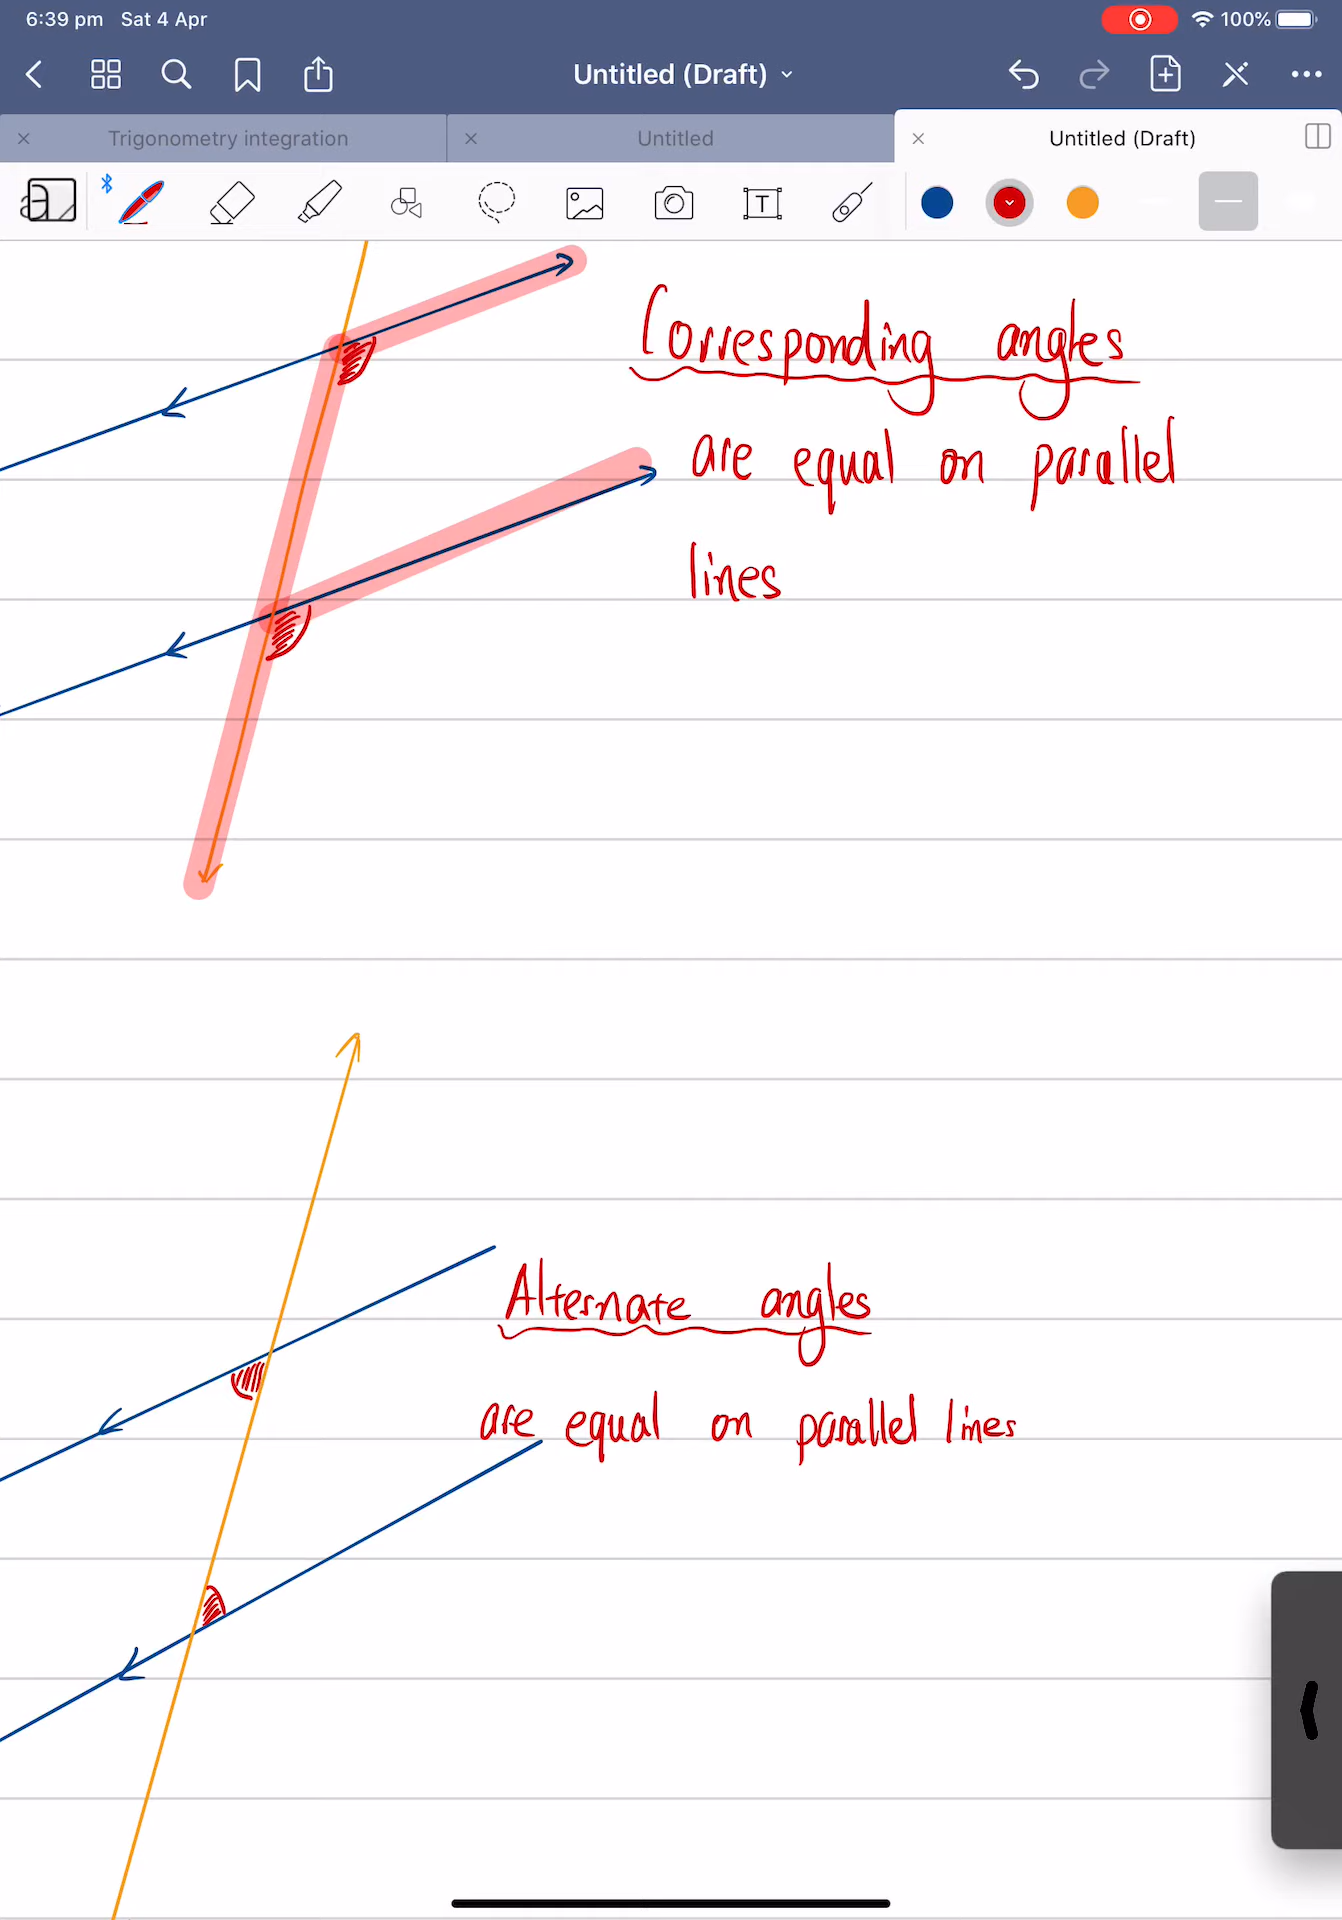 6:39 pm Sat 4 Apr 100%
Untitled (Draft)
Trigonometry integration Untitled Untitled (Draft)
a T
Corresponding angles
are equal on parallel
lines
Alternate angles
are equal on parallel lines